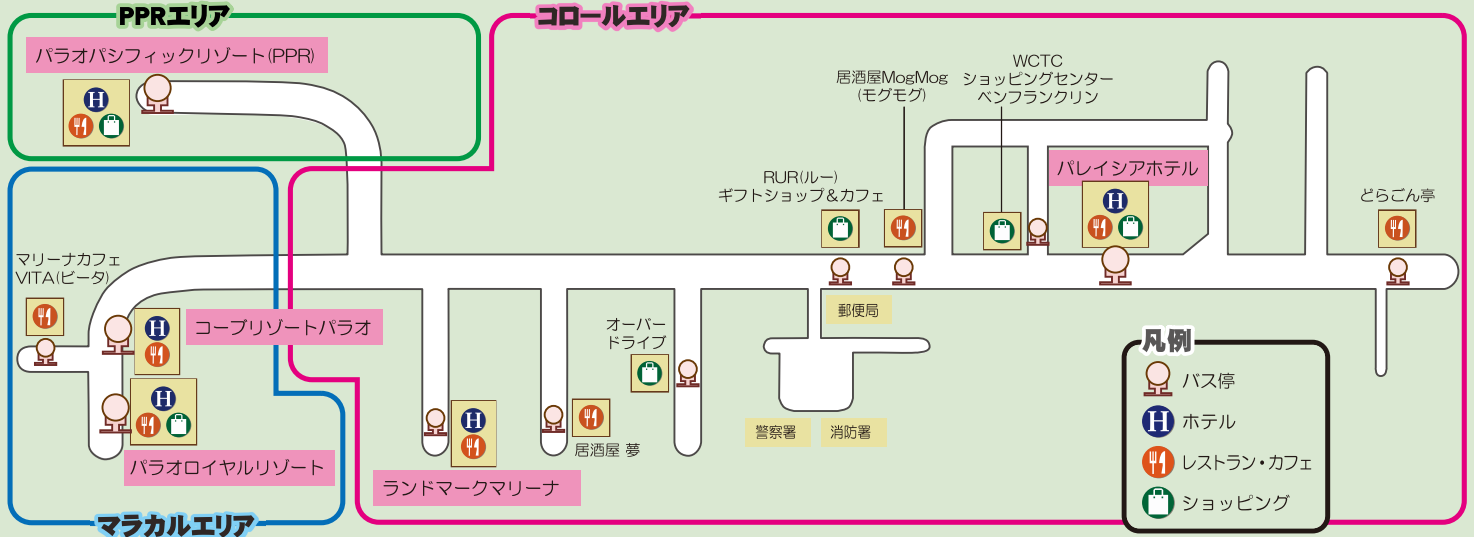 PPRエリア
コロールエリア
パラオパシフィックリゾート(PPR)
H
WCTC
ショッピングセンター
ベンフランクリン
居酒屋MogMog
(モグモグ)
パレイシアホテル
H
RUR(ルー)
ギフトショップ&カフェ
どらごん亭
マリーナカフェ
VITA(ビータ)
コーブリゾートパラオ
H
郵便局
オーバー
ドライブ
H
パラオロイヤルリゾート
H
ランドマークマリーナ
居酒屋 夢
警察署
消防署
マラカルエリア
凡例
バス停
H
ホテル
レストラン・カフェ
ショッピング